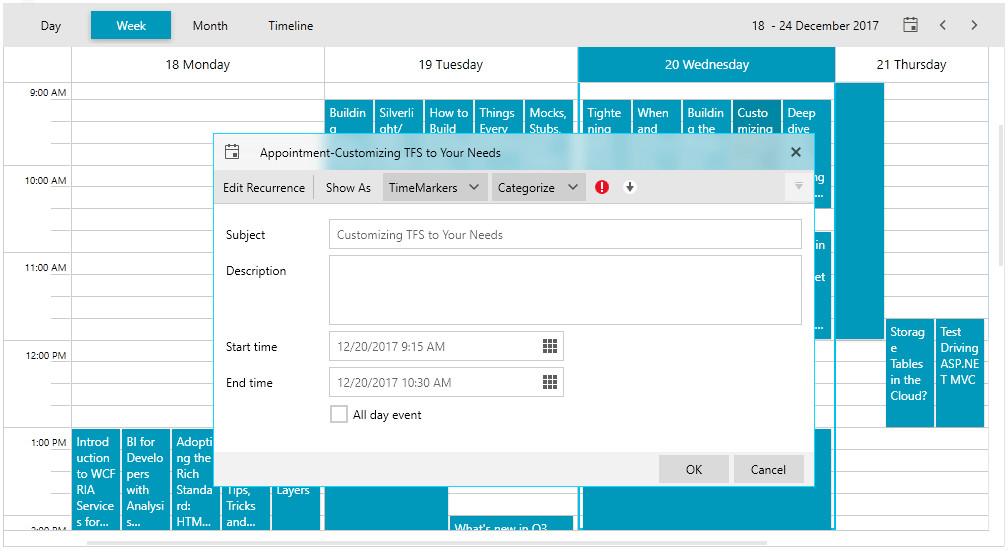 Day Week Month Timeline 18 - 24 December 2017
18 Monday 19 Tuesday 20 Wednesday 21 Thursday
9:00 AM
10:00 AM
11:00 AM
12:00 PM
1:00 PM
Buildin
g
Silverli
ght/
How to
Build
Things
Every
Mocks,
Stubs,
Tighte
ning
When
and
Buildin
g the
Custo
mizing
Deep
dive
ng
...
in
et
...
Appointment-Customizing TFS to Your Needs
Edit Recurrence Show As TimeMarkers Categorize
Subject Customizing TFS to Your Needs
Description
Start time 12/20/2017 9:15 AM
End time 12/20/2017 10:30 AM
All day event
OK Cancel
Storag
e
Tables
in the
Cloud?
Test
Driving
ASP.NE
T MVC
Introd
uction
to WCF
RIA
Service
s for...
BI for
Develo
pers
with
Analysi
s...
Adopti
ng the
Rich
Standa
rd:
HTM...
Tips,
Tricks
and...
Layers
What's new in Q3